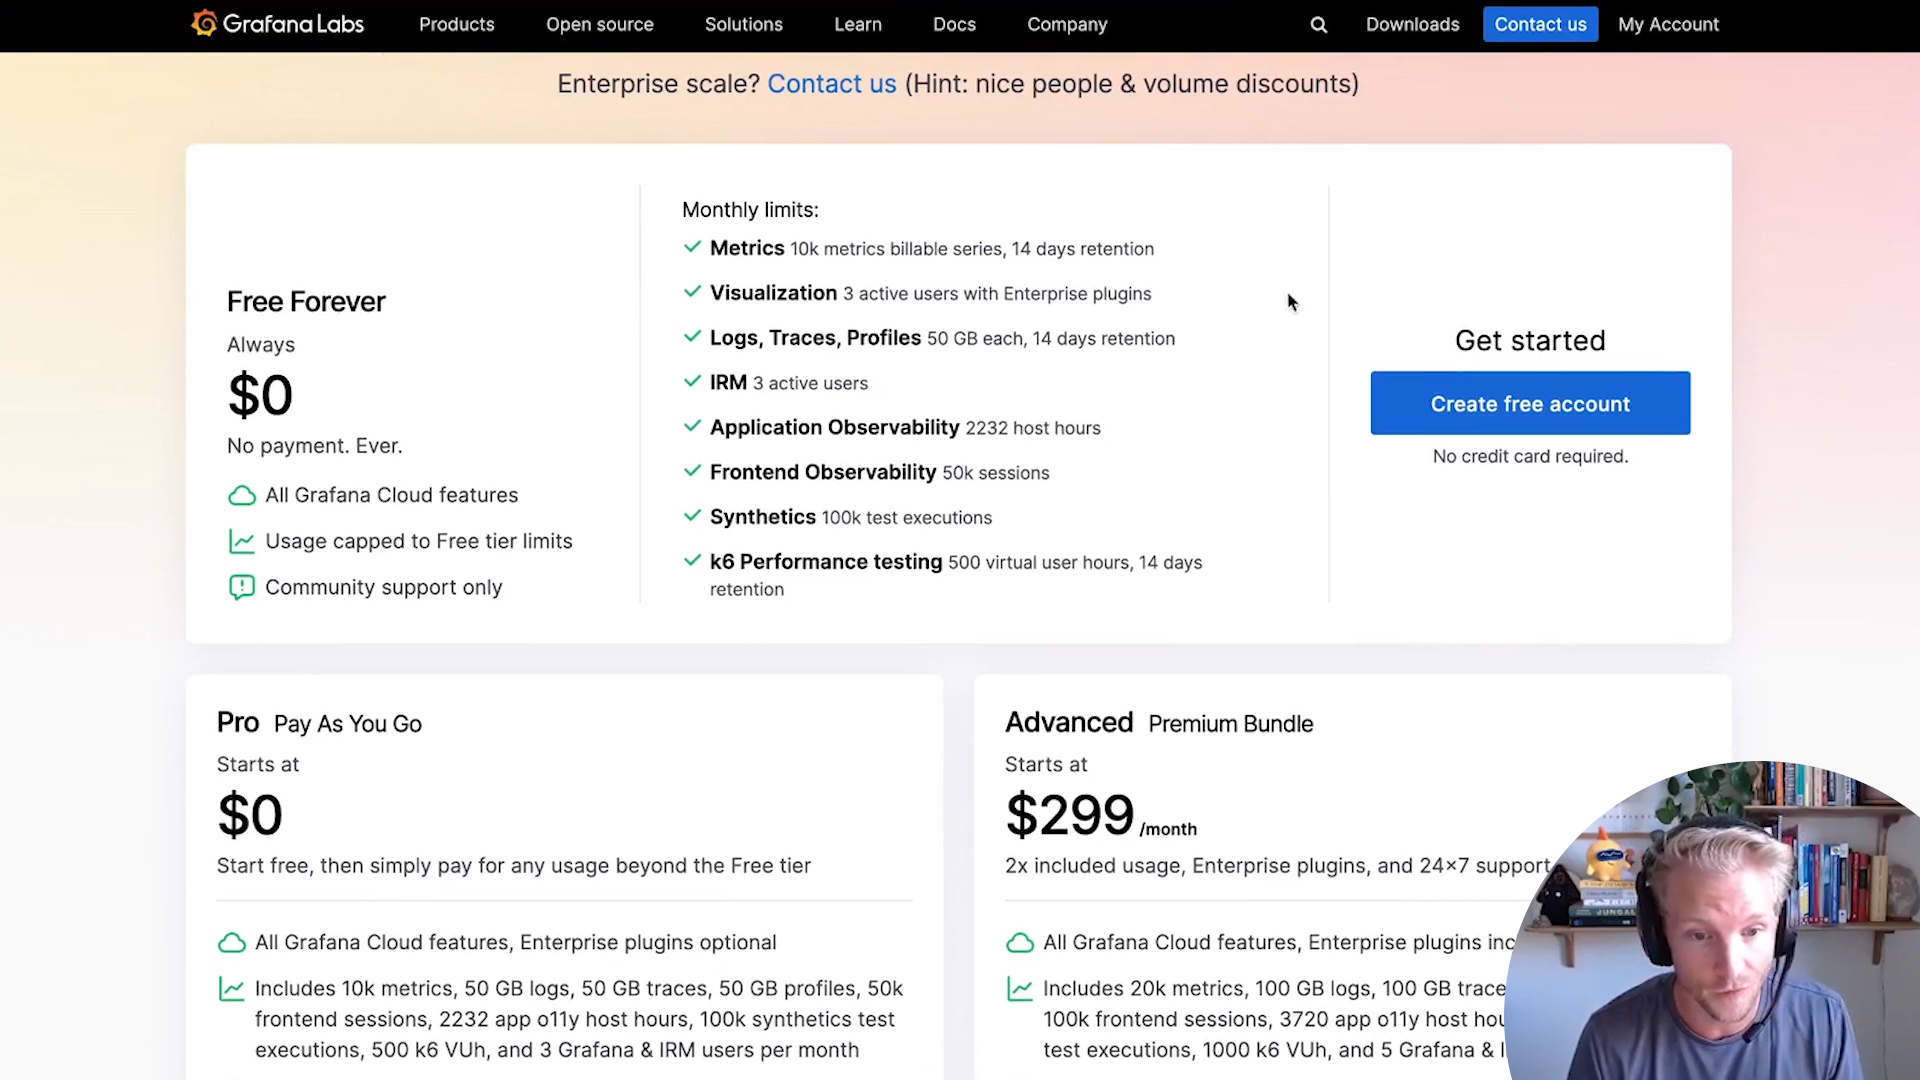 Grafana Labs Products Open source Solutions Learn Docs Company Downloads Contact us My Account
Enterprise scale? Contact us (Hint: nice people & volume discounts)
Free Forever
Always
$0
No payment. Ever.
All Grafana Cloud features
Usage capped to Free tier limits
Community support only
Monthly limits:
Metrics 10k metrics billable series, 14 days retention
Visualization 3 active users with Enterprise plugins
Logs, Traces, Profiles 50 GB each, 14 days retention
IRM 3 active users
Application Observability 2232 host hours
Frontend Observability 50k sessions
Synthetics 100k test executions
k6 Performance testing 500 virtual user hours, 14 days
retention
Get started
Create free account
No credit card required.
Pro Pay As You Go
Starts at
$0
Start free, then simply pay for any usage beyond the Free tier
All Grafana Cloud features, Enterprise plugins optional
Includes 10k metrics, 50 GB logs, 50 GB traces, 50 GB profiles, 50k
frontend sessions, 2232 app o11y host hours, 100k synthetics test
executions, 500 k6 VUh, and 3 Grafana & IRM users per month
Advanced Premium Bundle
Starts at
$299 /month
2x included usage, Enterprise plugins, and 24×7 support
All Grafana Cloud features, Enterprise plugins inc
Includes 20k metrics, 100 GB logs, 100 GB trace
100k frontend sessions, 3720 app o11y host hou
test executions, 1000 k6 VUh, and 5 Grafana & I